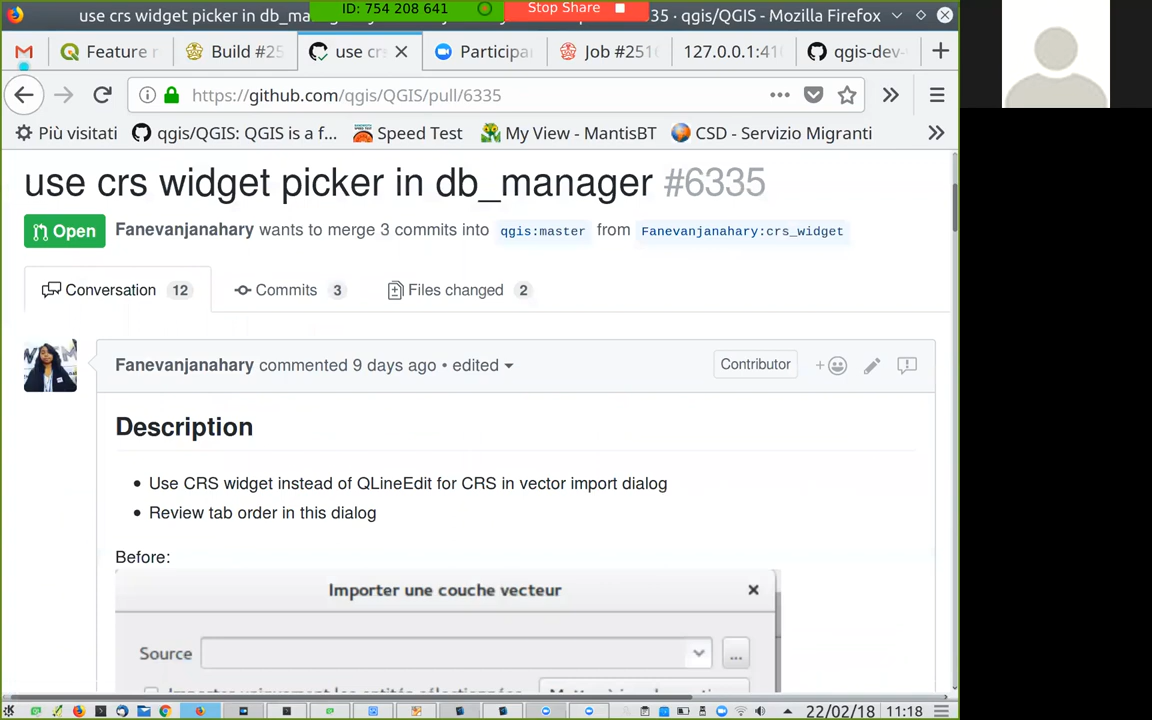 use crs widget picker in db_ma
ID: 754 208 641
Stop Share
35 · qgis/QGIS - Mozilla Firefox
Feature r
Build #25
use crs
Participa
Job #251
127.0.0.1:41
qgis-dev-
https://github.com/qgis/QGIS/pull/6335
Più visitati
qgis/QGIS: QGIS is a f...
Speed Test
My View - MantisBT
CSD - Servizio Migranti
use crs widget picker in db_manager #6335
Open
Fanevanjanahary wants to merge 3 commits into qgis:master from Fanevanjanahary:crs_widget
Conversation 12
Commits 3
Files changed 2
Fanevanjanahary commented 9 days ago • edited
Contributor
Description
• Use CRS widget instead of QLineEdit for CRS in vector import dialog
• Review tab order in this dialog
Before:
Importer une couche vecteur
Source
...
22/02/18
11:18